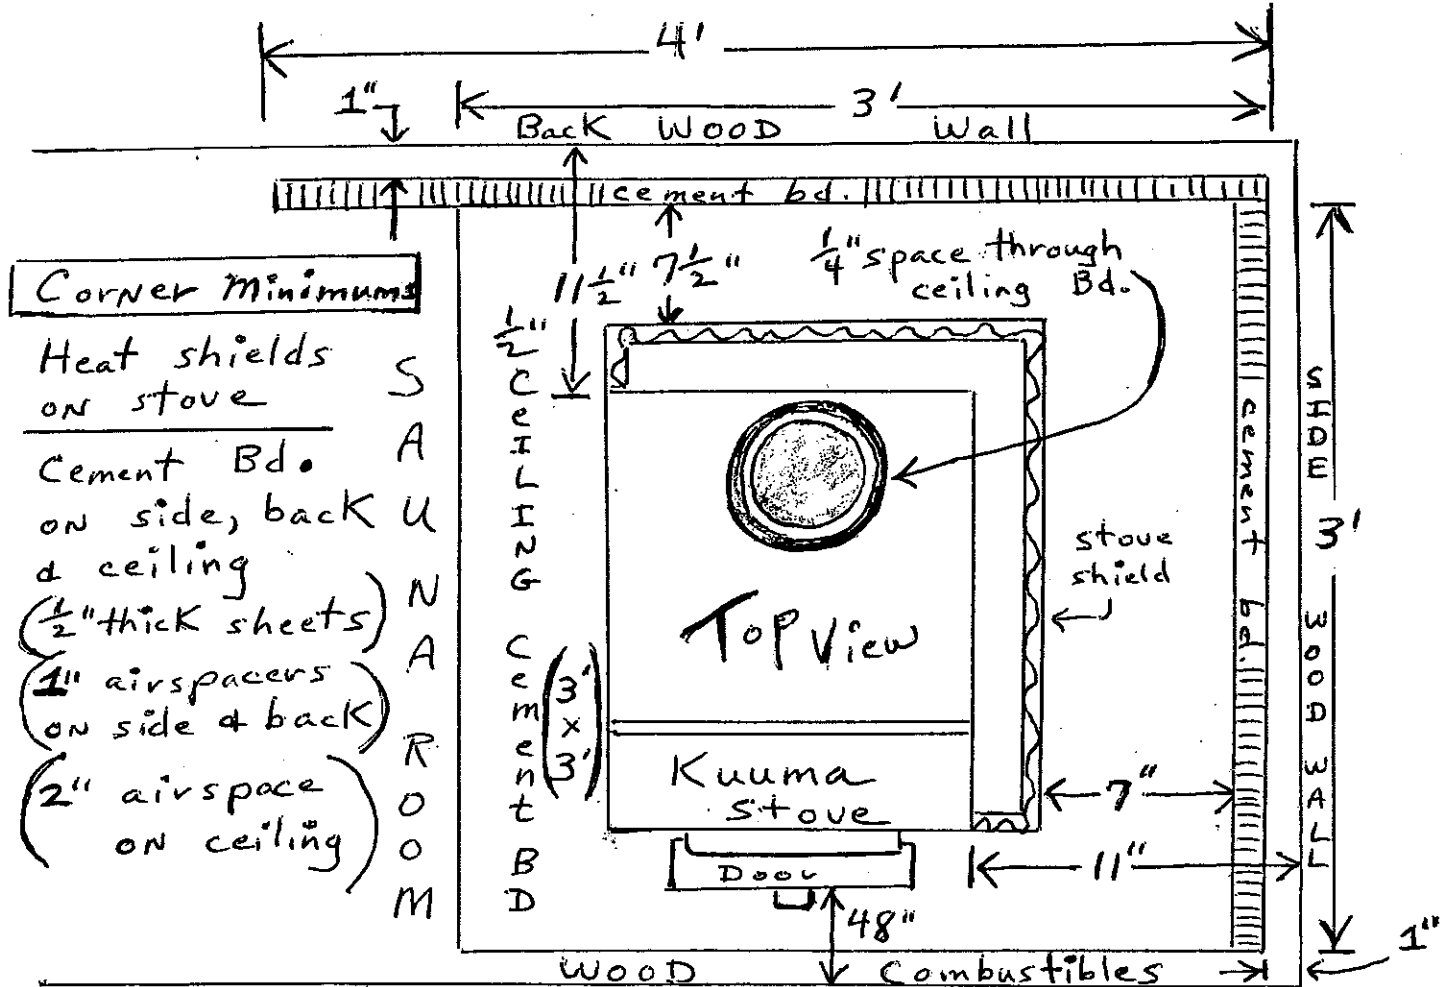 4'
1"
3'
Back WOOD Wall
cement bd.
11 1/2"
7 1/2"
1/4" space through
ceiling Bd.
Corner Minimums
Heat shields
on stove
Cement Bd.
on side, back
& ceiling
(1/2" thick sheets)
(1" airspacers
on side & back)
(2" airspace
on ceiling)
SAUNA ROOM
1/2" CeILING Cement BD
(3' x 3')
Top View
Kuuma
Stove
Door
48"
stove
shield
7"
11"
cement bd.
SIDE WOOD WALL
3'
1"
WOOD Combustibles